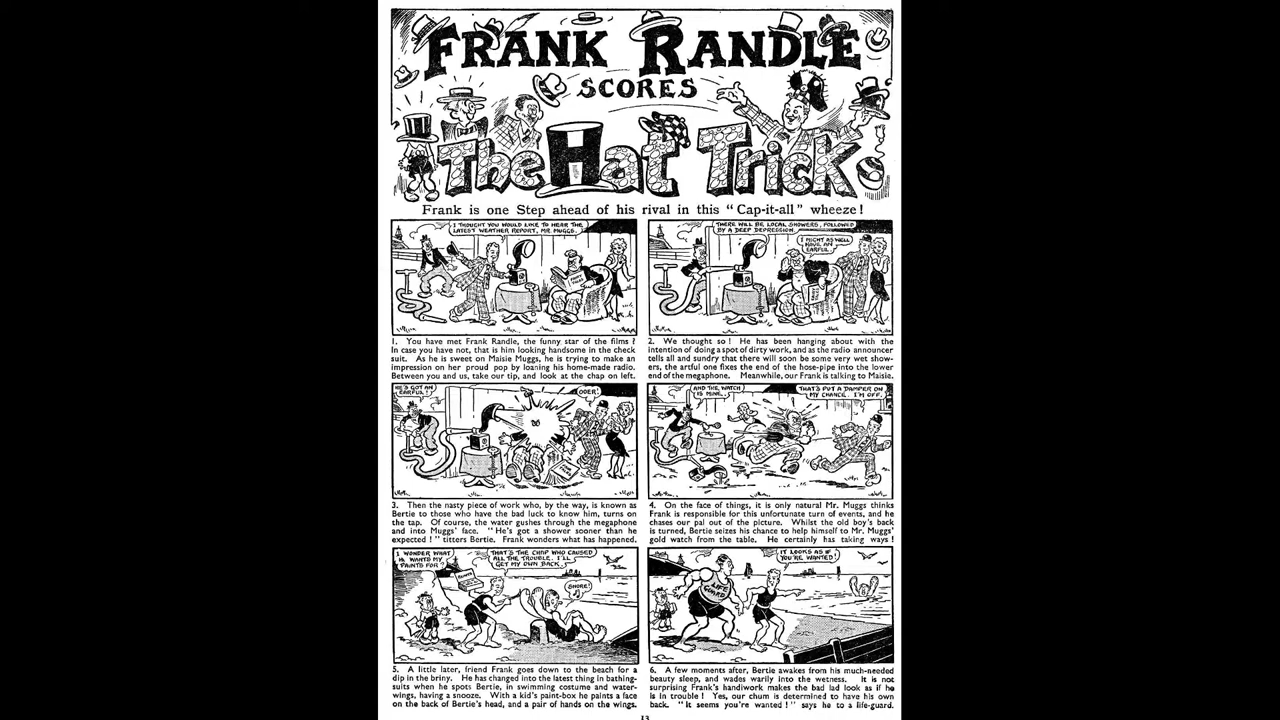 FRANK RANDLE
SCORES
The Hat Trick
Frank is one Step ahead of his rival in this "Cap-it-all" wheeze!
I THOUGHT YOU WOULD LIKE TO HEAR THE
LATEST WEATHER REPORT, MR. MUGGS.
THERE WILL BE LOCAL SHOWERS, FOLLOWED
BY A DEEP DEPRESSION.
I MIGHT AS WELL
HAVE AN
EARFUL.
1. You have met Frank Randle, the funny star of the films?
In case you have not, that is him looking handsome in the check
suit. As he is sweet on Maisie Muggs, he is trying to make an
impression on her proud pop by loaning his home-made radio.
Between you and us, take our tip, and look at the chap on left.
2. We thought so! He has been hanging about with the
intention of doing a spot of dirty work, and as the radio announcer
tells all and sundry that there will soon be some very wet show-
ers, the artful one fixes the end of the hose-pipe into the lower
end of the megaphone. Meanwhile, our Frank is talking to Maisie.
HE'S GOT AN
EARFUL!
OOER!
AND THE WATCH
IS MINE.
THAT'S PUT A DAMPER ON
MY CHANCE. I'M OFF.
3. Then the nasty piece of work who, by the way, is known as
Bertie to those who have the bad luck to know him, turns on
the tap. Of course, the water gushes through the megaphone
and into Muggs' face. "He's got a shower sooner than he
expected!" titters Bertie. Frank wonders what has happened.
4. On the face of things, it is only natural Mr. Muggs thinks
Frank is responsible for this unfortunate turn of events, and he
chases our pal out of the picture. Whilst the old boy's back
is turned, Bertie seizes his chance to help himself to Mr. Muggs'
gold watch from the table. He certainly has taking ways!
I WONDER WHAT
HE WANTS MY
PAINTS FOR?
THAT'S THE CHAP WHO CAUSED
ALL THE TROUBLE. I'LL
GET MY OWN BACK.
SNORE!
IT LOOKS AS IF
YOU'RE WANTED!
LIFE
GUARD
5. A little later, friend Frank goes down to the beach for a
dip in the briny. He has changed into the latest thing in bathing-
suits when he spots Bertie, in swimming costume and water-
wings, having a snooze. With a kid's paint-box he paints a face
on the back of Bertie's head, and a pair of hands on the wings.
6. A few moments after, Bertie awakes from his much-needed
beauty sleep, and wades warily into the wetness. It is not
surprising Frank's handiwork makes the bad lad look as if he
is in trouble! Yes, our chum is determined to have his own
back. "It seems you're wanted!" says he to a life-guard.
13